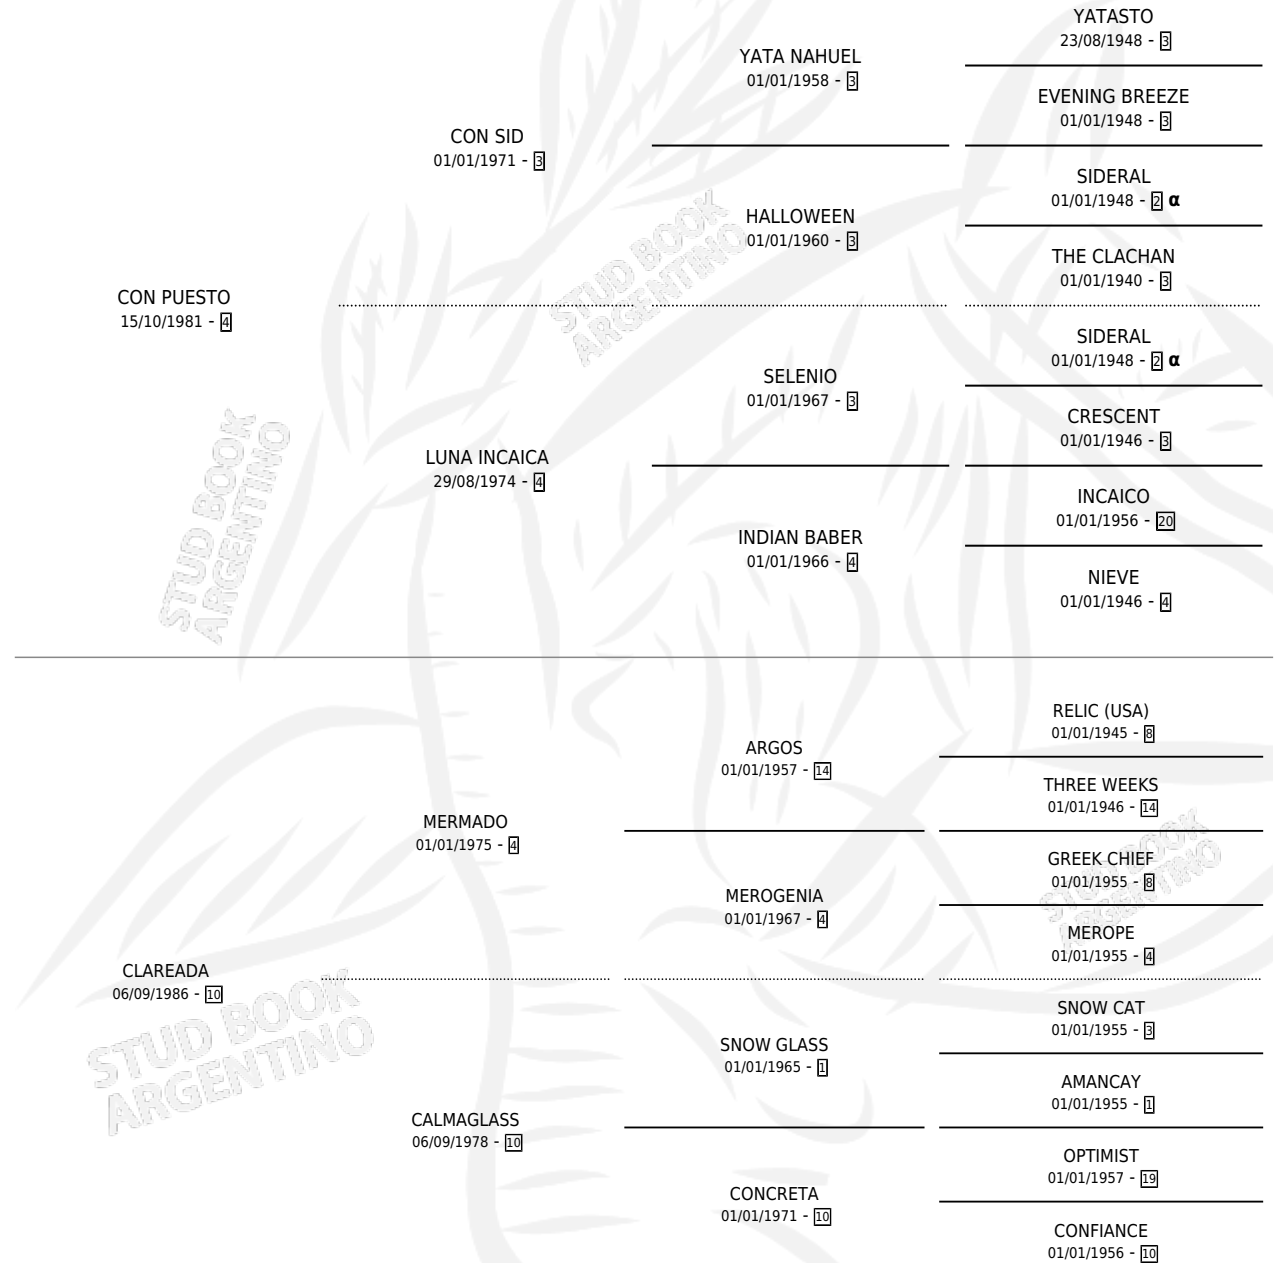 YATASTO
23/08/1948 - 3
YATA NAHUEL
01/01/1958 - 3
EVENING BREEZE
01/01/1948 - 3
CON SID
01/01/1971 - 3
SIDERAL
01/01/1948 - 2 α
HALLOWEEN
01/01/1960 - 3
THE CLACHAN
01/01/1940 - 3
CON PUESTO
15/10/1981 - 4
SIDERAL
01/01/1948 - 2 α
SELENIO
01/01/1967 - 3
CRESCENT
01/01/1946 - 3
LUNA INCAICA
29/08/1974 - 4
INCAICO
01/01/1956 - 20
INDIAN BABER
01/01/1966 - 4
NIEVE
01/01/1946 - 4
RELIC (USA)
01/01/1945 - 8
ARGOS
01/01/1957 - 14
THREE WEEKS
01/01/1946 - 14
MERMADO
01/01/1975 - 4
GREEK CHIEF
01/01/1955 - 8
MEROGENIA
01/01/1967 - 4
MEROPE
01/01/1955 - 4
CLAREADA
06/09/1986 - 10
SNOW CAT
01/01/1955 - 3
SNOW GLASS
01/01/1965 - 1
AMANCAY
01/01/1955 - 1
CALMAGLASS
06/09/1978 - 10
OPTIMIST
01/01/1957 - 19
CONCRETA
01/01/1971 - 10
CONFIANCE
01/01/1956 - 10
STUD BOOK
ARGENTINO
STUD BOOK
ARGENTINO
STUD BOOK
ARGENTINO
STUD BOOK
ARGENTINO